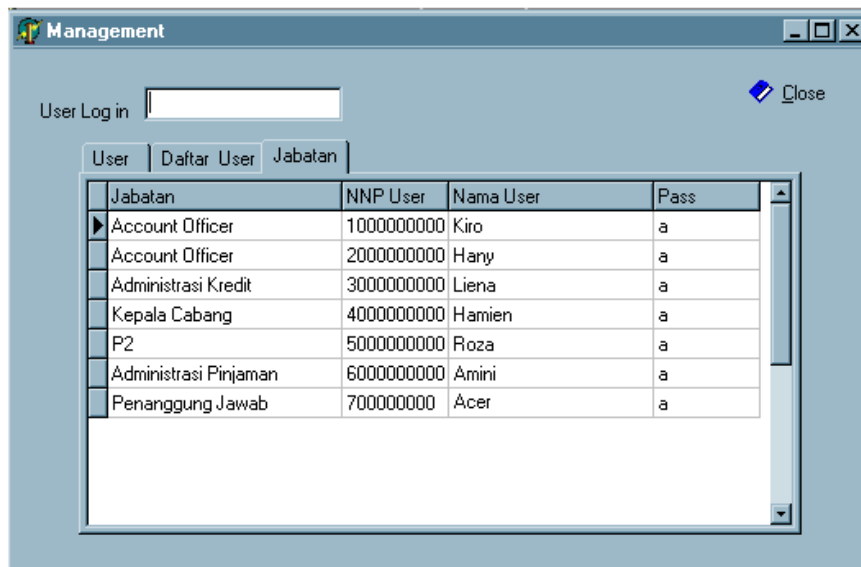 Management
Close
User Log in
User Daftar User Jabatan
Jabatan NNP User Nama User Pass
Account Officer 1000000000 Kiro a
Account Officer 2000000000 Hany a
Administrasi Kredit 3000000000 Liena a
Kepala Cabang 4000000000 Hamien a
P2 5000000000 Roza a
Administrasi Pinjaman 6000000000 Amini a
Penanggung Jawab 700000000 Acer a